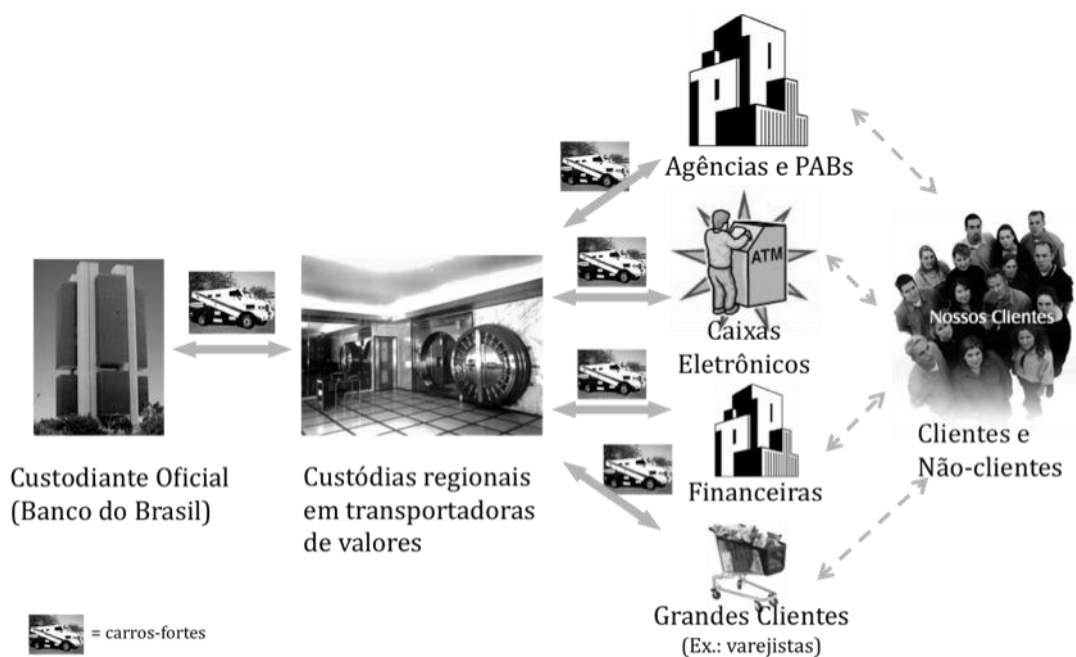 Agências e PABs
ATM
Caixas
Eletrônicos
Nossos Clientes
Financeiras
Clientes e
Não-clientes
Custodiante Oficial
(Banco do Brasil)
Custódias regionais
em transportadoras
de valores
Grandes Clientes
(Ex.: varejistas)
= carros-fortes